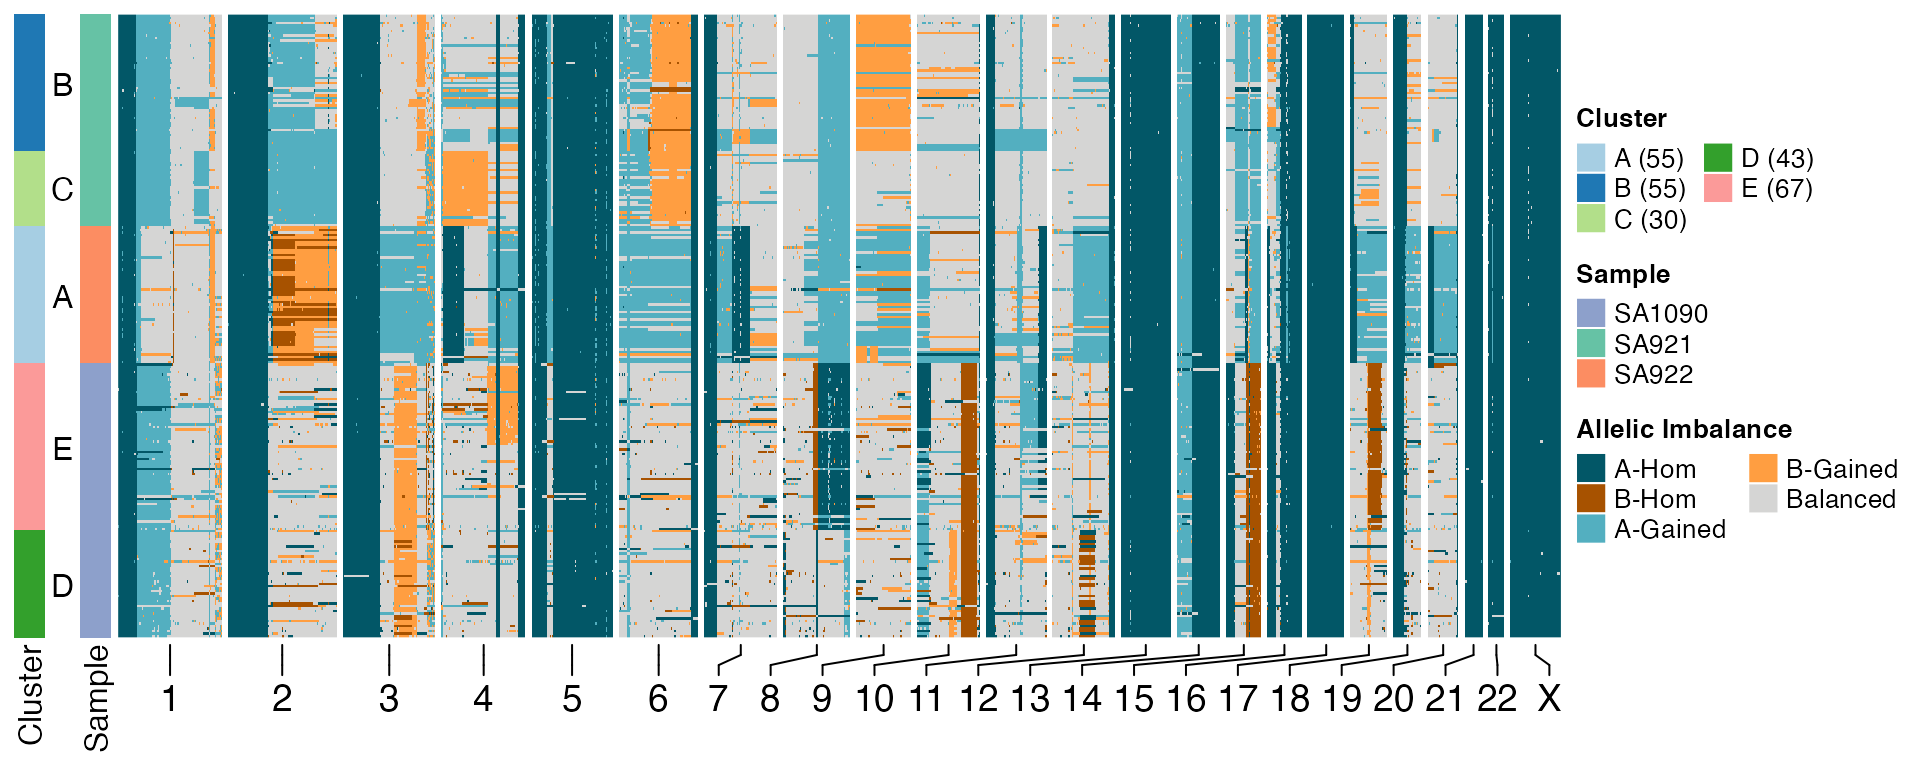 B
C
A
E
D
Cluster
Sample
1 2 3 4 5 6 7 8 9 10 11 12 13 14 15 16 17 18 19 20 21 22 X
Cluster
A (55) D (43)
B (55) E (67)
C (30)
Sample
SA1090
SA921
SA922
Allelic Imbalance
A-Hom B-Gained
B-Hom Balanced
A-Gained